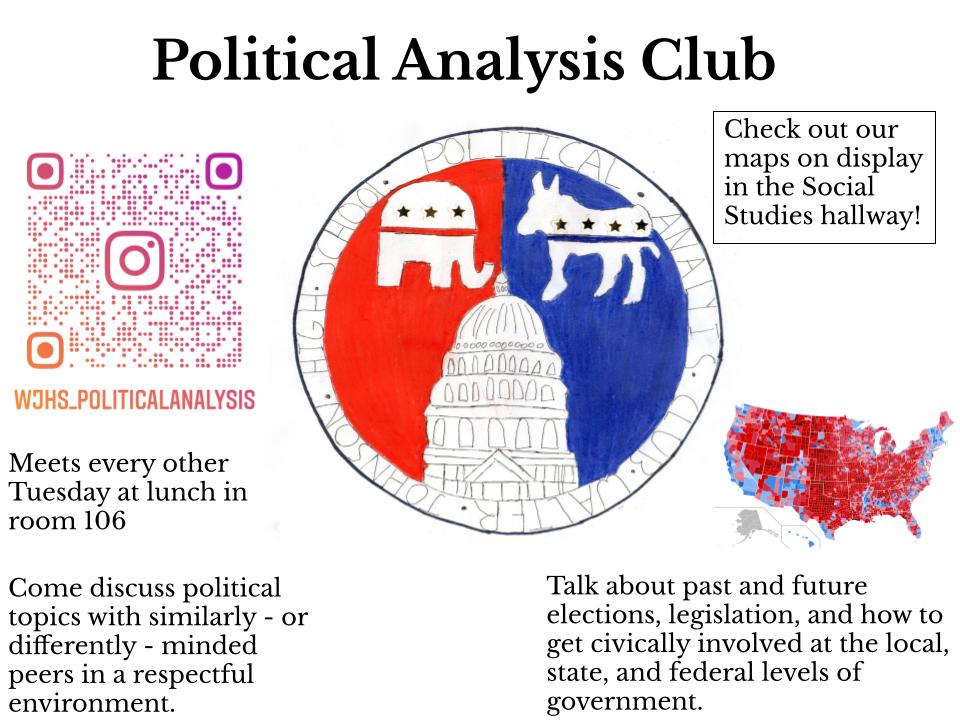 Political Analysis Club
Check out our
maps on display
in the Social
Studies hallway!
POLITICAL ANALYSIS CLUB · WALTER JOHNSON HIGH SCHOOL ·
WJHS_POLITICALANALYSIS
Meets every other
Tuesday at lunch in
room 106
Come discuss political
topics with similarly - or
differently - minded
peers in a respectful
environment.
Talk about past and future
elections, legislation, and how to
get civically involved at the local,
state, and federal levels of
government.